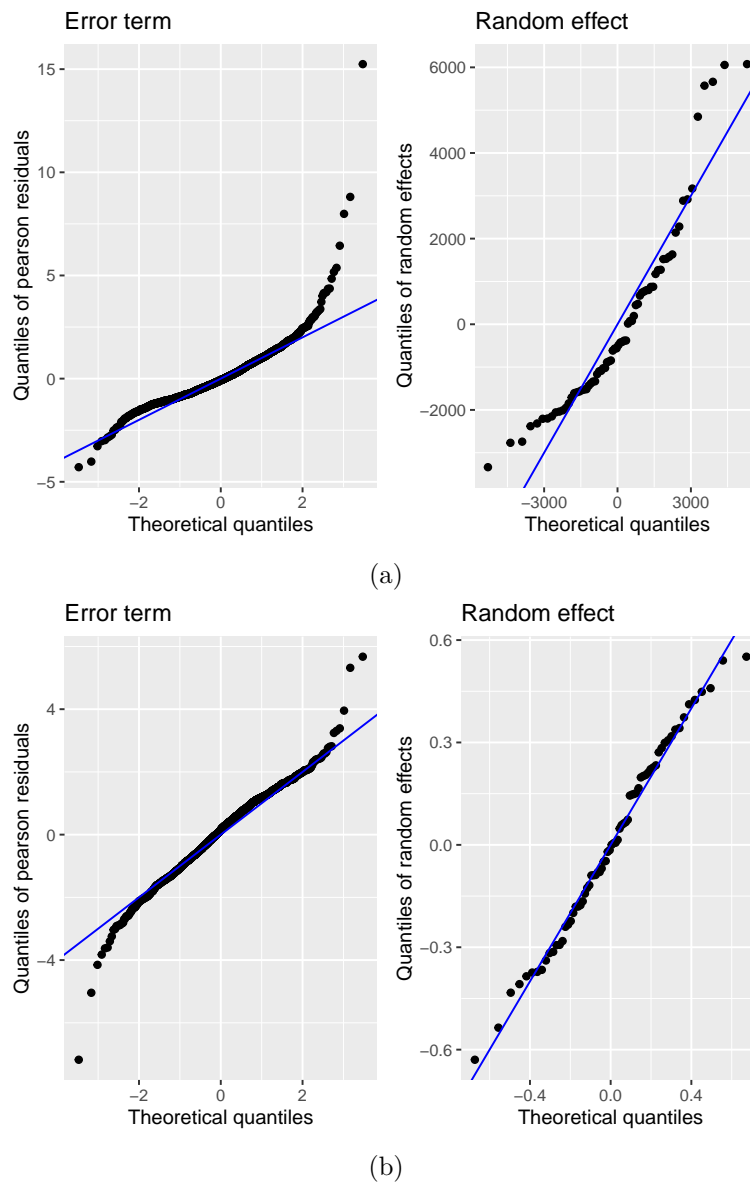 Error term
Random effect
Quantiles of pearson residuals
15
10
5
0
−5
−2
0
2
Theoretical quantiles
Quantiles of random effects
6000
4000
2000
0
−2000
−3000
0
3000
Theoretical quantiles
(a)
Error term
Random effect
Quantiles of pearson residuals
4
0
−4
−2
0
2
Theoretical quantiles
Quantiles of random effects
0.6
0.3
0.0
−0.3
−0.6
−0.4
0.0
0.4
Theoretical quantiles
(b)